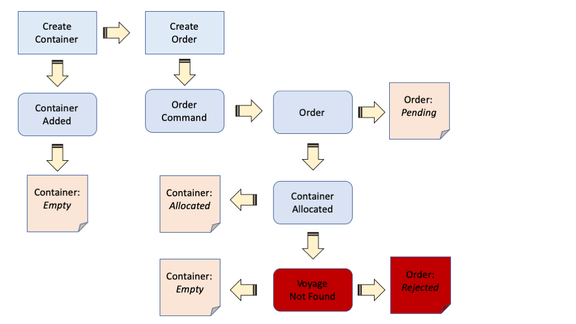 Create
Container
Create
Order
Container
Added
Order
Command
Order
Order:
Pending
Container:
Empty
Container:
Allocated
Container
Allocated
Container:
Empty
Voyage
Not Found
Order:
Rejected